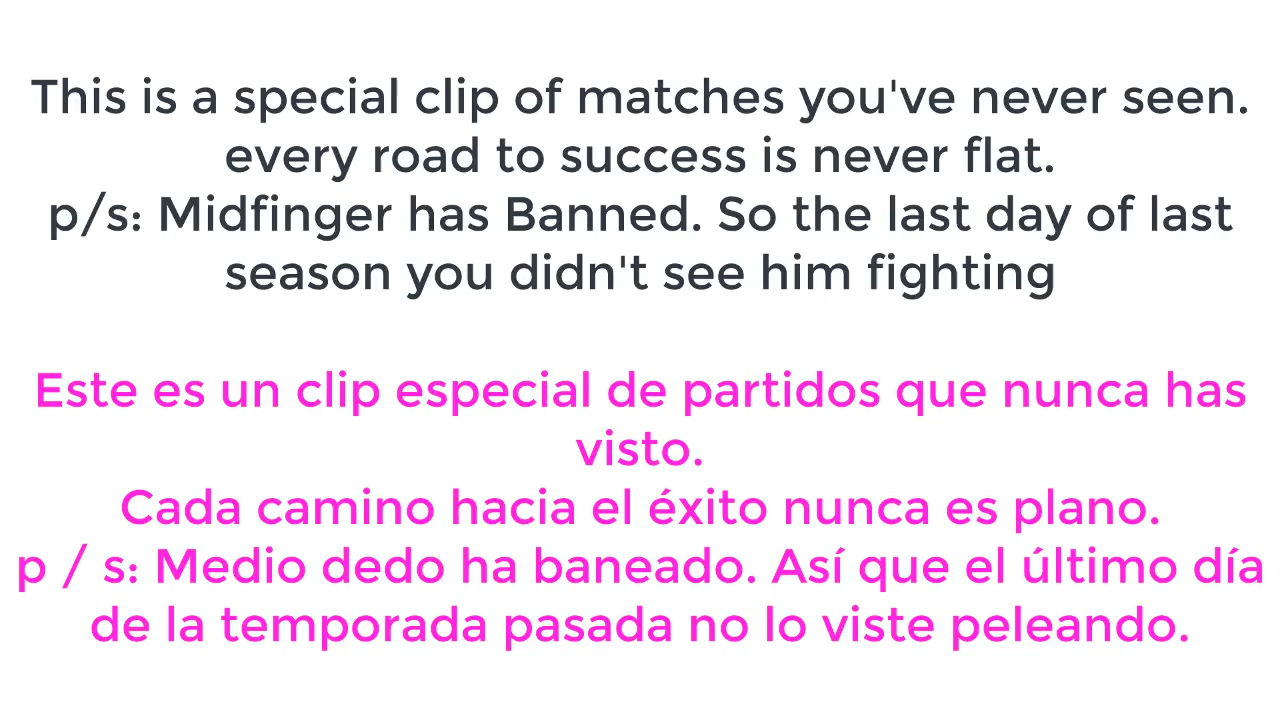 This is a special clip of matches you've never seen.
every road to success is never flat.
p/s: Midfinger has Banned. So the last day of last
season you didn't see him fighting
Este es un clip especial de partidos que nunca has
visto.
Cada camino hacia el éxito nunca es plano.
p / s: Medio dedo ha baneado. Así que el último día
de la temporada pasada no lo viste peleando.